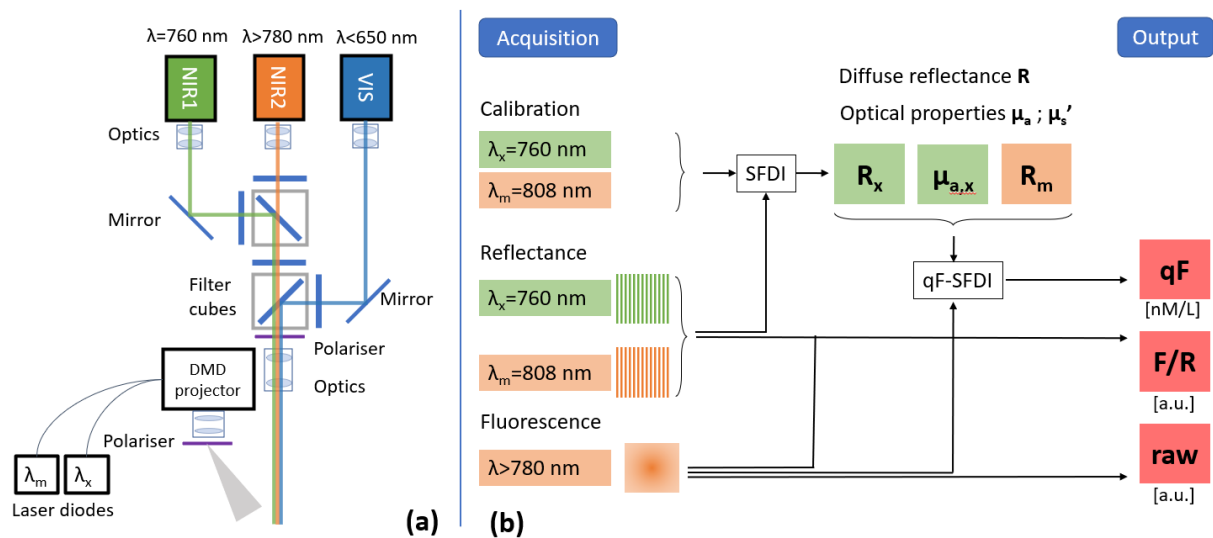 λ=760 nm
λ>780 nm
λ<650 nm
NIR1
NIR2
VIS
Optics
Mirror
Filter
cubes
Mirror
Polariser
Optics
DMD
projector
Polariser
λm
λx
Laser diodes
(a)
Acquisition
Output
Calibration
λx=760 nm
λm=808 nm
SFDI
Diffuse reflectance R
Optical properties μa ; μs’
Rx
μa,x
Rm
Reflectance
λx=760 nm
λm=808 nm
qF-SFDI
qF
[nM/L]
F/R
[a.u.]
Fluorescence
λ>780 nm
raw
[a.u.]
(b)